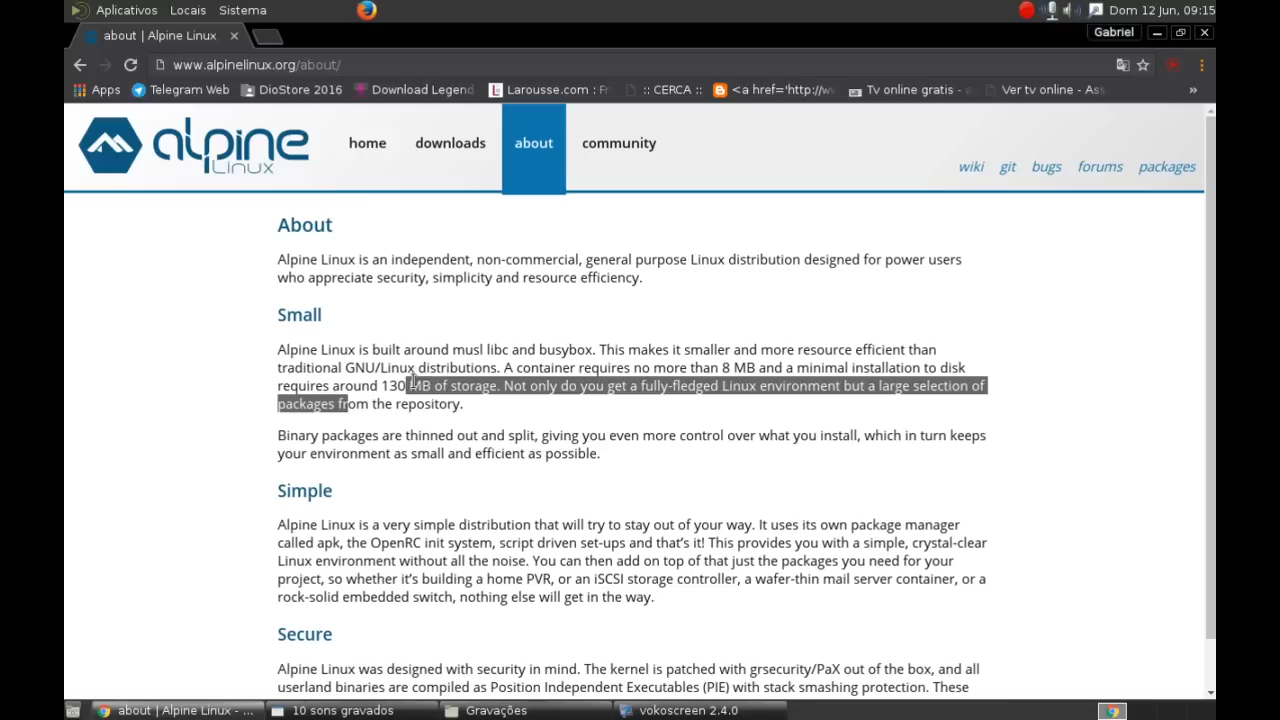 Aplicativos Locais Sistema Dom 12 jun, 09:15
about | Alpine Linux Gabriel
www.alpinelinux.org/about/
Apps Telegram Web DioStore 2016 Download Legend Larousse.com : Fr :: CERCA :: <a href='http://w Tv online gratis - Ver tv online - Ass »
alpine Linux
home downloads about community
wiki git bugs forums packages
About
Alpine Linux is an independent, non-commercial, general purpose Linux distribution designed for power users
who appreciate security, simplicity and resource efficiency.
Small
Alpine Linux is built around musl libc and busybox. This makes it smaller and more resource efficient than
traditional GNU/Linux distributions. A container requires no more than 8 MB and a minimal installation to disk
requires around 130 MB of storage. Not only do you get a fully-fledged Linux environment but a large selection of
packages from the repository.
Binary packages are thinned out and split, giving you even more control over what you install, which in turn keeps
your environment as small and efficient as possible.
Simple
Alpine Linux is a very simple distribution that will try to stay out of your way. It uses its own package manager
called apk, the OpenRC init system, script driven set-ups and that’s it! This provides you with a simple, crystal-clear
Linux environment without all the noise. You can then add on top of that just the packages you need for your
project, so whether it’s building a home PVR, or an iSCSI storage controller, a wafer-thin mail server container, or a
rock-solid embedded switch, nothing else will get in the way.
Secure
Alpine Linux was designed with security in mind. The kernel is patched with grsecurity/PaX out of the box, and all
userland binaries are compiled as Position Independent Executables (PIE) with stack smashing protection. These
about | Alpine Linux - ... 10 sons gravados Gravações vokoscreen 2.4.0